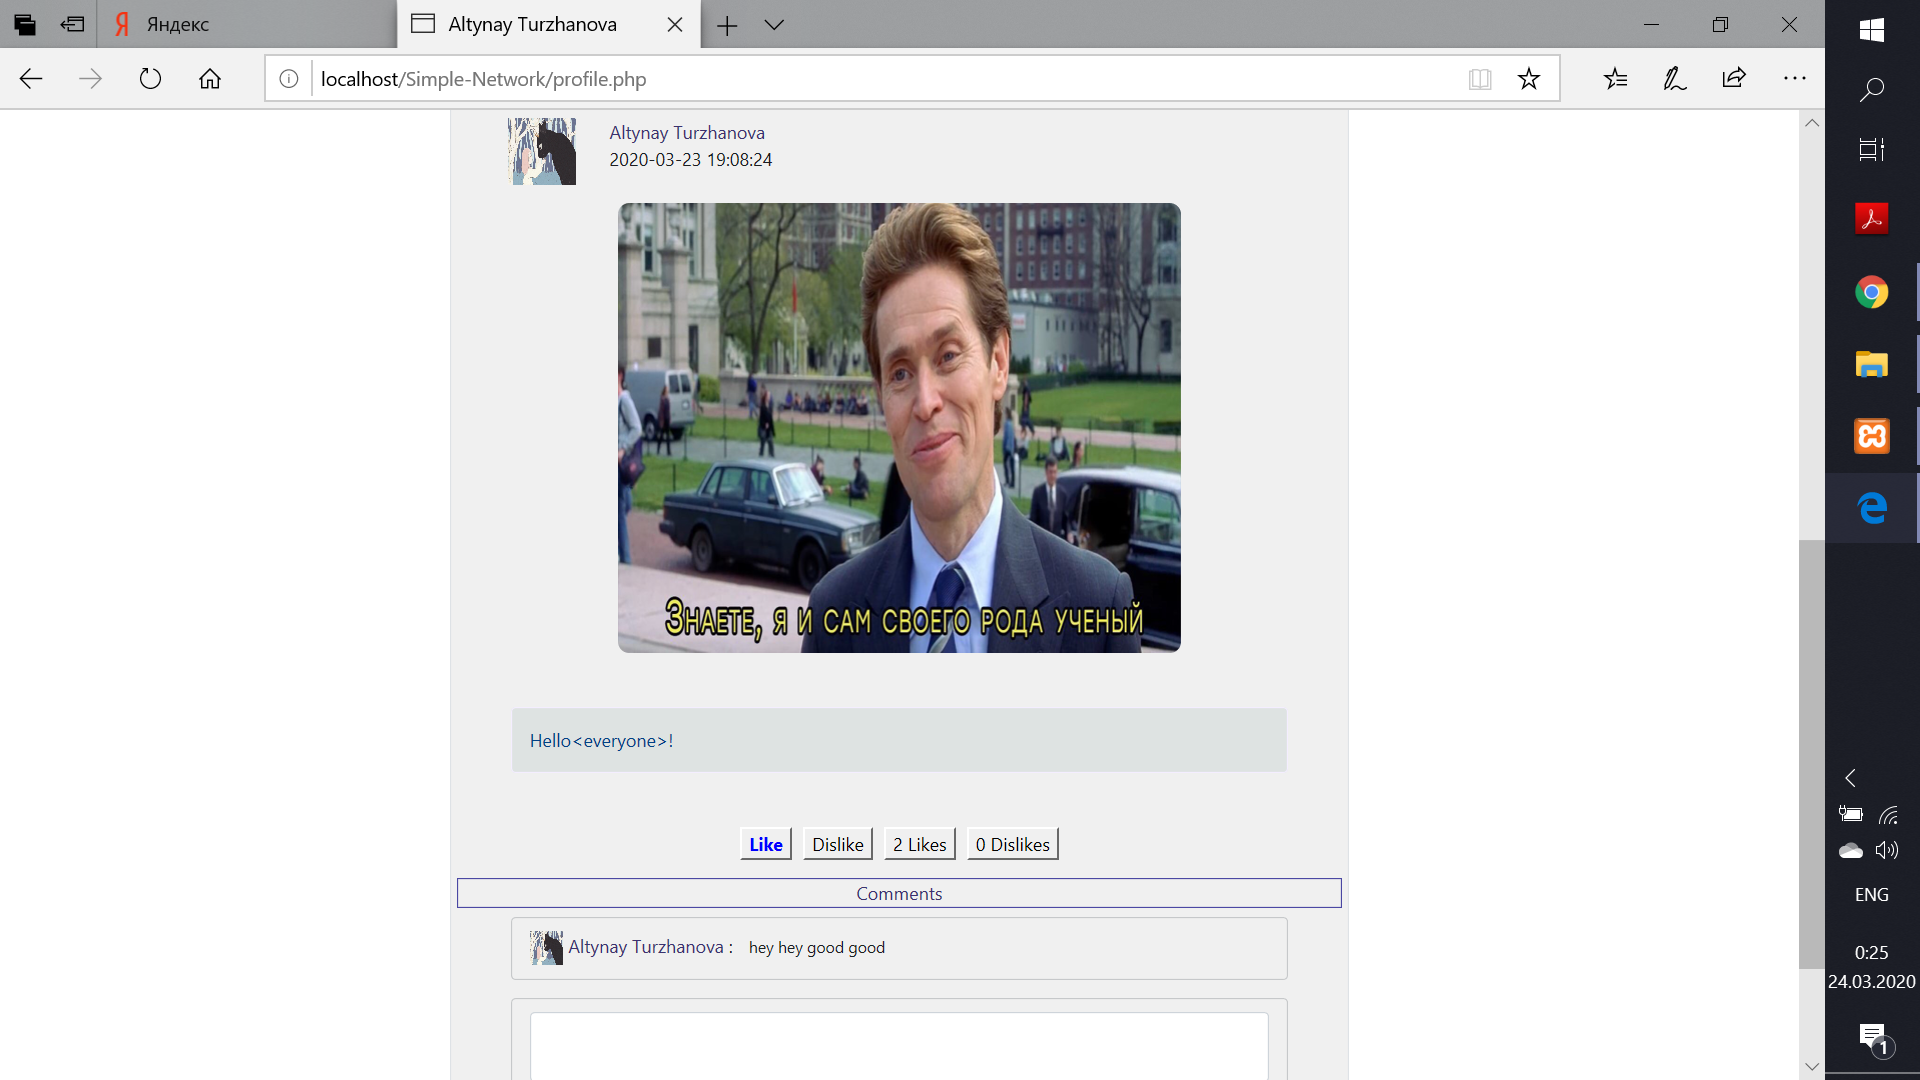 Яндекс
Altynay Turzhanova
localhost/Simple-Network/profile.php
Altynay Turzhanova
2020-03-23 19:08:24
Знаете, я и сам своего рода ученый
Hello<everyone>!
Like Dislike 2 Likes 0 Dislikes
Comments
Altynay Turzhanova : hey hey good good
ENG
0:25
24.03.2020
1